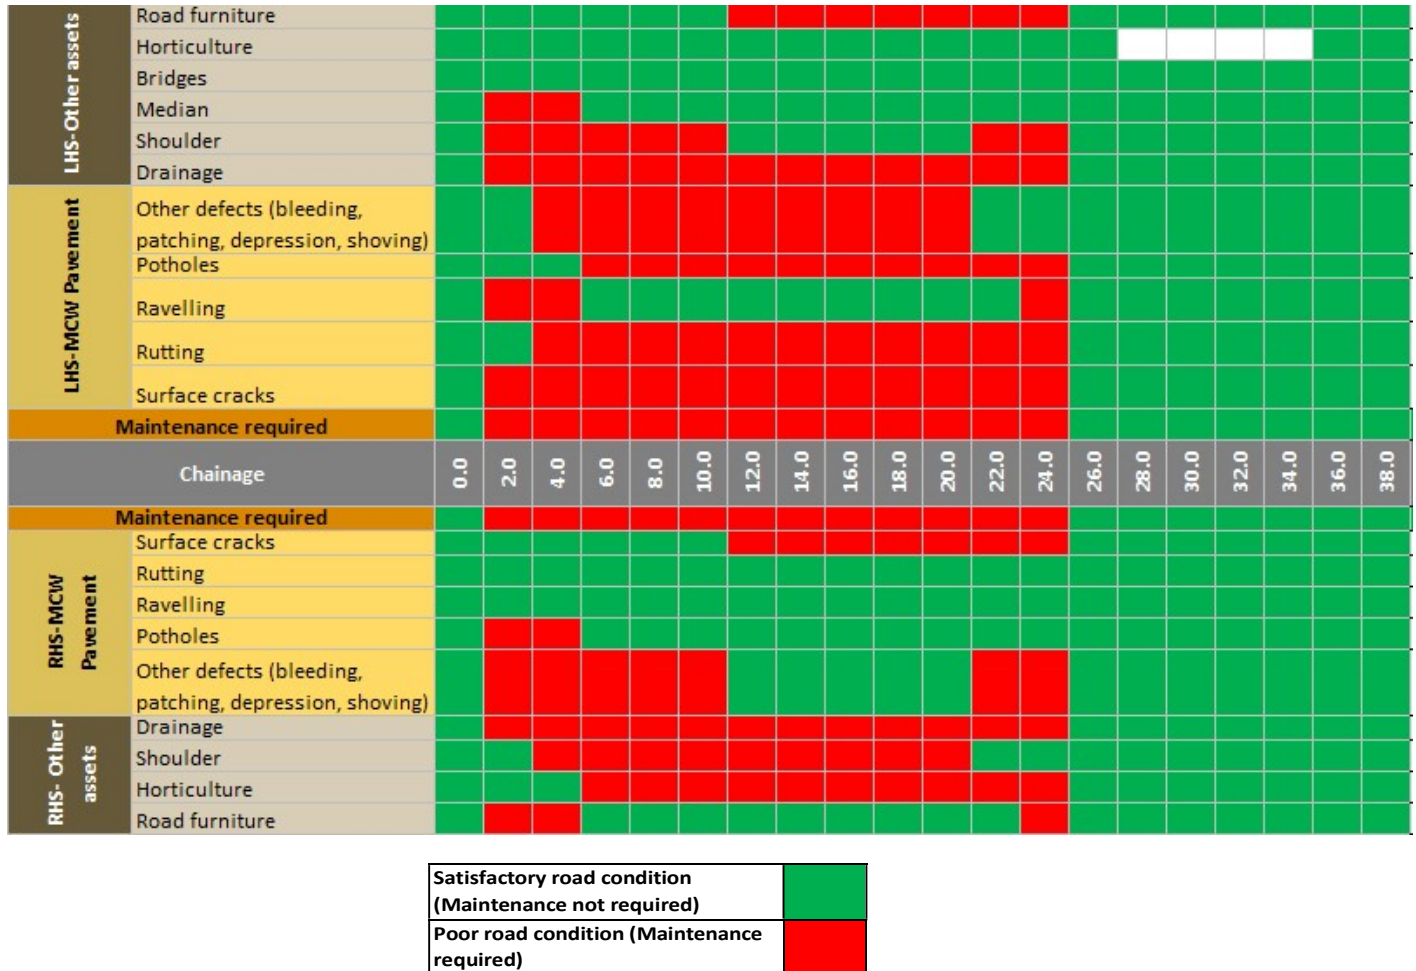 LHS-Other assets
Road furniture
Horticulture
Bridges
Median
Shoulder
Drainage
LHS-MCW Pavement
Other defects (bleeding,
patching, depression, shoving)
Potholes
Ravelling
Rutting
Surface cracks
Maintenance required
Chainage 0.0 2.0 4.0 6.0 8.0 10.0 12.0 14.0 16.0 18.0 20.0 22.0 24.0 26.0 28.0 30.0 32.0 34.0 36.0 38.0
Maintenance required
RHS-MCW
Pavement
Surface cracks
Rutting
Ravelling
Potholes
Other defects (bleeding,
patching, depression, shoving)
RHS- Other
assets
Drainage
Shoulder
Horticulture
Road furniture
Satisfactory road condition
(Maintenance not required)
Poor road condition (Maintenance
required)